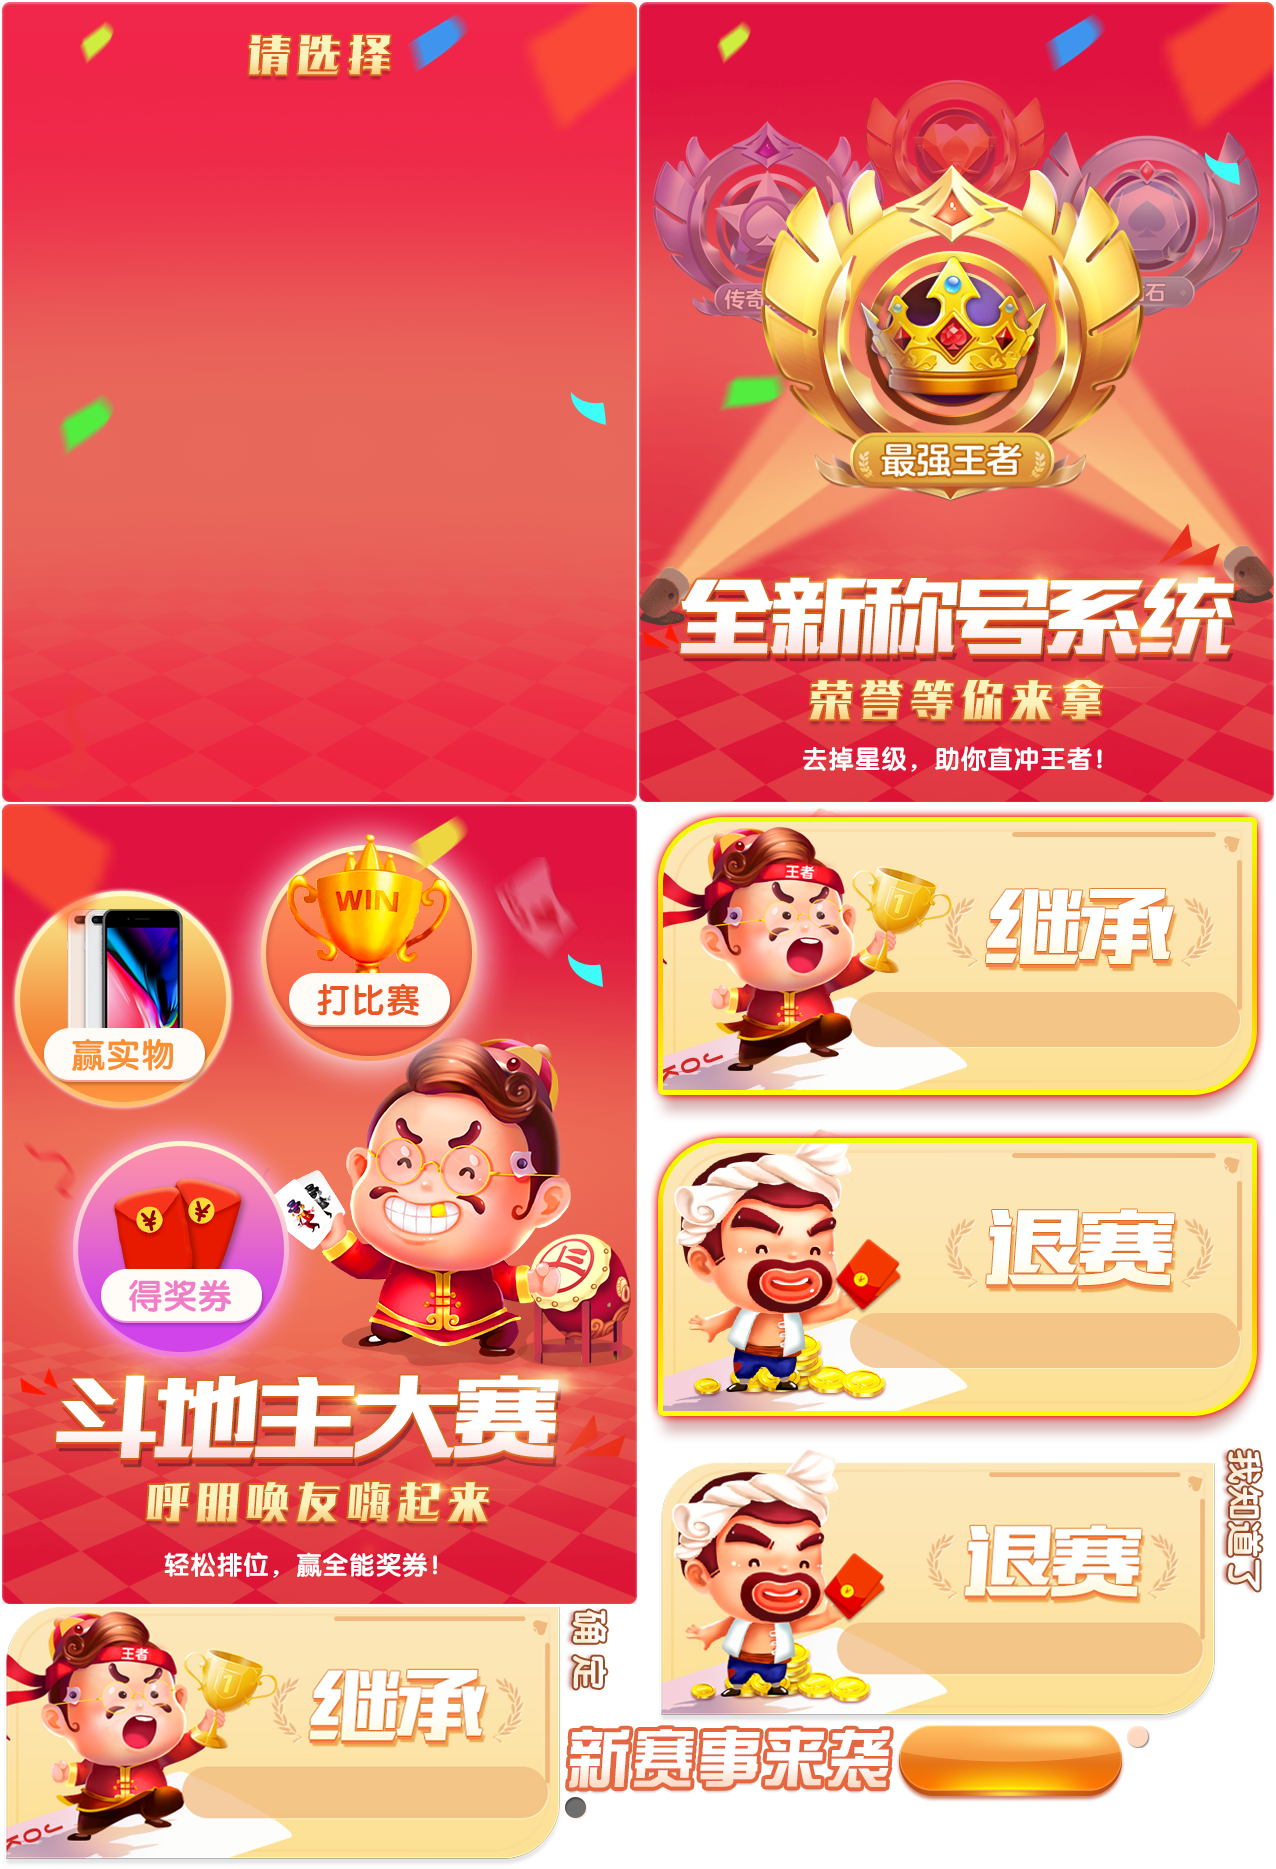 请选择
传奇
石
最强王者
全新称号系统
荣誉等你来拿
去掉星级，助你直冲王者！
WIN
打比赛
赢实物
得奖券
斗地主大赛
呼朋唤友嗨起来
轻松排位，赢全能奖券！
王者
1
继承
JOK
退赛
退赛
我知道了
王者
1
继承
JOK
确定
新赛事来袭